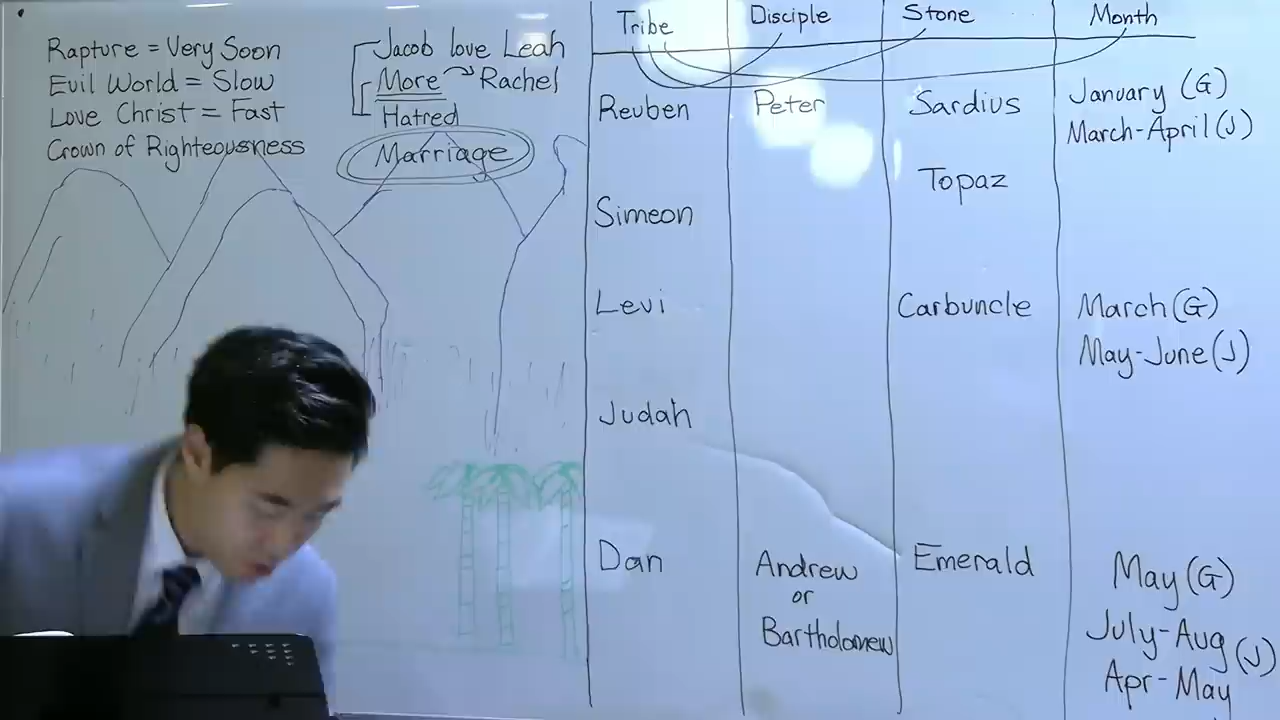 Rapture = Very Soon
Evil World = Slow
Love Christ = Fast
Crown of Righteousness
Jacob love Leah
More Rachel
Hatred
Marriage
Tribe Disciple Stone Month
Reuben Peter Sardius January (G)
March-April (J)
Simeon Topaz
Levi Carbuncle March (G)
May-June (J)
Judah
Dan Andrew Emerald May (G)
or
Bartholomew July-Aug (J)
Apr-May